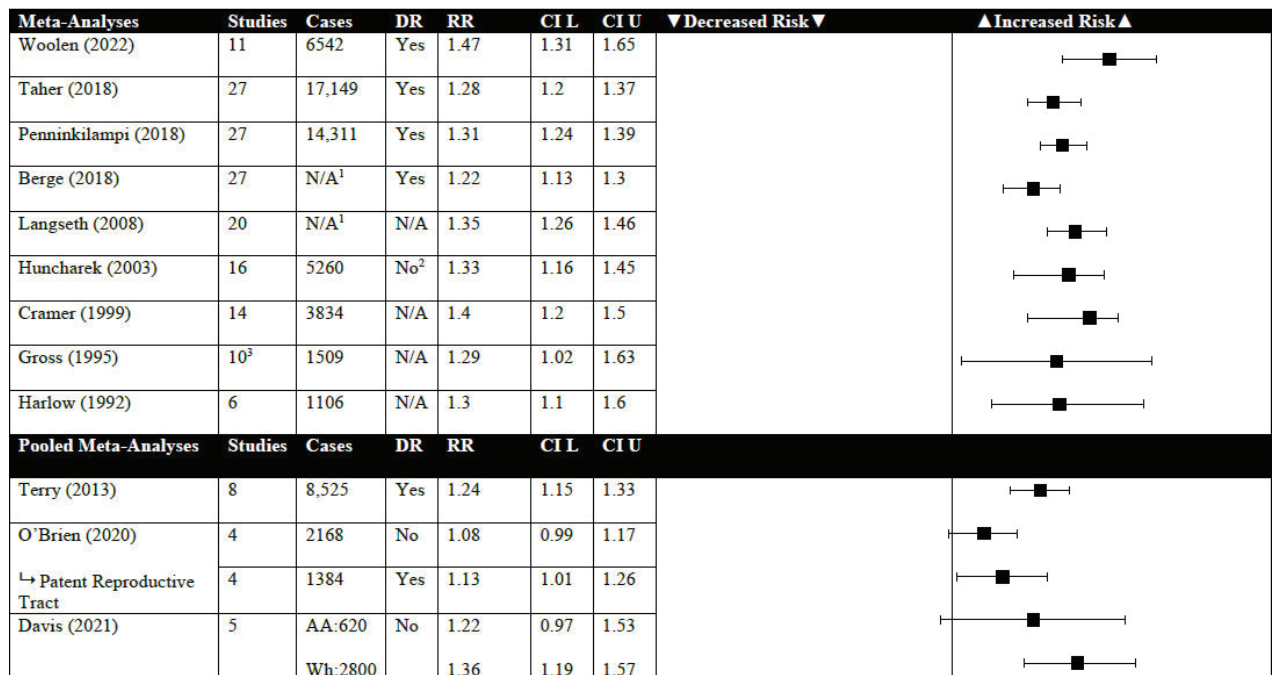 Meta-Analyses Studies Cases DR RR CI L CI U ▼Decreased Risk▼ ▲Increased Risk▲
Woolen (2022) 11 6542 Yes 1.47 1.31 1.65
Taher (2018) 27 17,149 Yes 1.28 1.2 1.37
Penninkilampi (2018) 27 14,311 Yes 1.31 1.24 1.39
Berge (2018) 27 N/A¹ Yes 1.22 1.13 1.3
Langseth (2008) 20 N/A¹ N/A 1.35 1.26 1.46
Huncharek (2003) 16 5260 No² 1.33 1.16 1.45
Cramer (1999) 14 3834 N/A 1.4 1.2 1.5
Gross (1995) 10³ 1509 N/A 1.29 1.02 1.63
Harlow (1992) 6 1106 N/A 1.3 1.1 1.6
Pooled Meta-Analyses Studies Cases DR RR CI L CI U
Terry (2013) 8 8,525 Yes 1.24 1.15 1.33
O’Brien (2020) 4 2168 No 1.08 0.99 1.17
↳ Patent Reproductive 4 1384 Yes 1.13 1.01 1.26
Tract
Davis (2021) 5 AA:620 No 1.22 0.97 1.53
Wh:2800 1.36 1.19 1.57